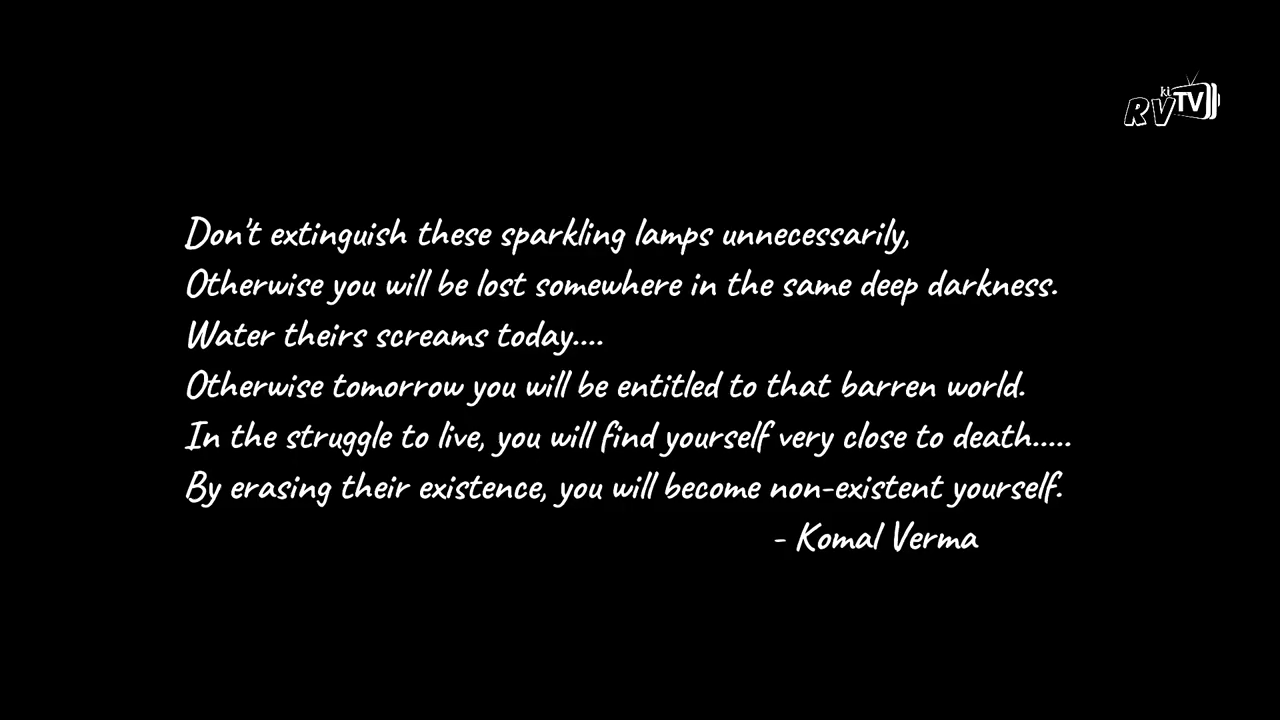 RV ki TV
Don't extinguish these sparkling lamps unnecessarily,
Otherwise you will be lost somewhere in the same deep darkness.
Water theirs screams today....
Otherwise tomorrow you will be entitled to that barren world.
In the struggle to live, you will find yourself very close to death.....
By erasing their existence, you will become non-existent yourself.
- Komal Verma